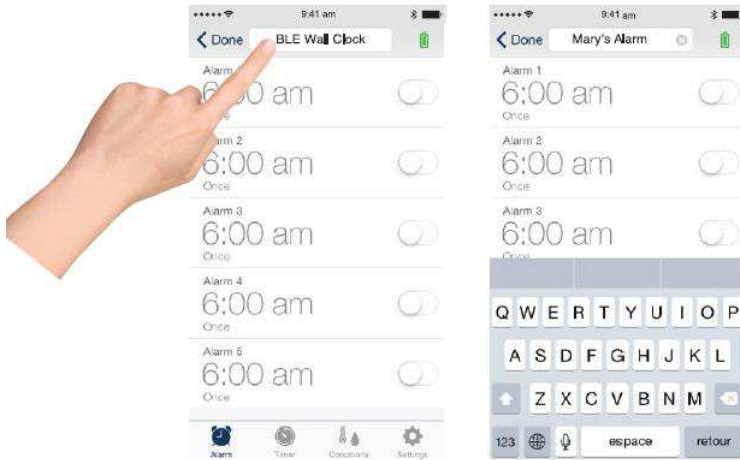 9:41 am
Done BLE Wall Clock
Alarm
6:00 am
Alarm 2
6:00 am
Once
Alarm 3
6:00 am
Once
Alarm 4
6:00 am
Once
Alarm 5
6:00 am
Once
Alarm Timer Conditions Settings
9:41 am
Done Mary's Alarm
Alarm 1
6:00 am
Once
Alarm 2
6:00 am
Once
Alarm 3
6:00 am
Once
Q W E R T Y U I O P
A S D F G H J K L
Z X C V B N M
123 espace retour